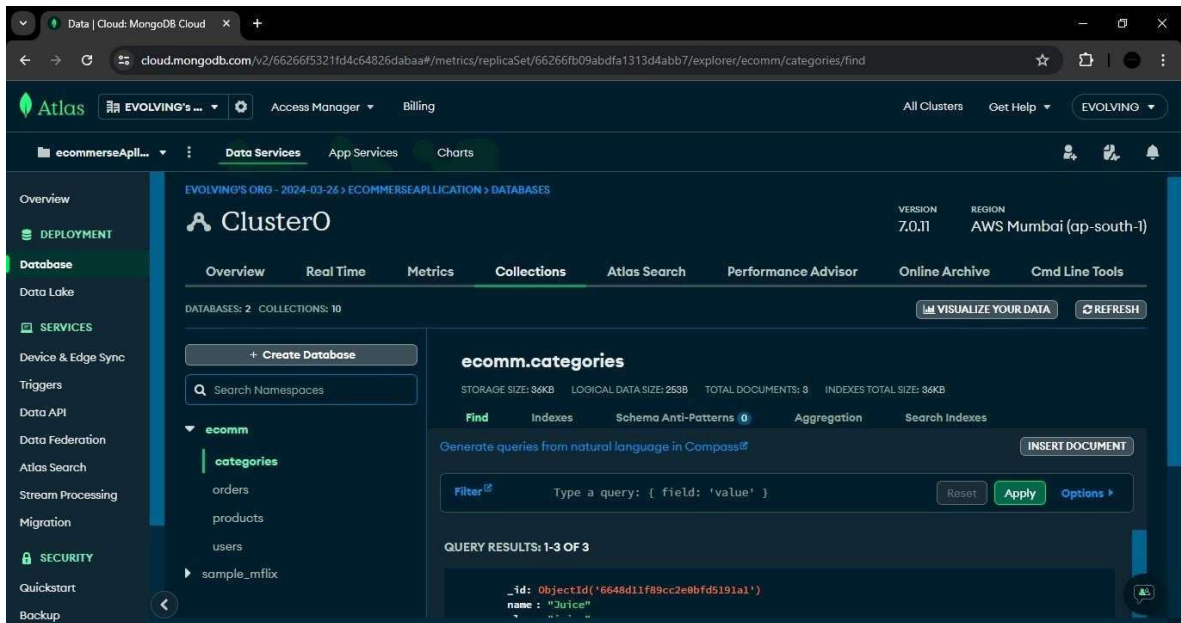 Data | Cloud: MongoDB Cloud
cloud.mongodb.com/v2/66266f5321fd4c64826dabaa#/metrics/replicaSet/66266fb09abdfa1313d4abb7/explorer/ecomm/categories/find
Atlas EVOLVING's ... Access Manager Billing All Clusters Get Help EVOLVING
ecommerseApll... Data Services App Services Charts
Overview
DEPLOYMENT
Database
Data Lake
SERVICES
Device & Edge Sync
Triggers
Data API
Data Federation
Atlas Search
Stream Processing
Migration
SECURITY
Quickstart
Backup
EVOLVING'S ORG - 2024-03-26 > ECOMMERSEAPLLICATION > DATABASES
Cluster0
VERSION REGION
7.0.11 AWS Mumbai (ap-south-1)
Overview Real Time Metrics Collections Atlas Search Performance Advisor Online Archive Cmd Line Tools
DATABASES: 2 COLLECTIONS: 10
VISUALIZE YOUR DATA REFRESH
+ Create Database
Search Namespaces
ecomm
categories
orders
products
users
sample_mflix
ecomm.categories
STORAGE SIZE: 36KB LOGICAL DATA SIZE: 253B TOTAL DOCUMENTS: 3 INDEXES TOTAL SIZE: 36KB
Find Indexes Schema Anti-Patterns 0 Aggregation Search Indexes
Generate queries from natural language in Compass
INSERT DOCUMENT
Filter Type a query: { field: 'value' } Reset Apply Options
QUERY RESULTS: 1-3 OF 3
_id: ObjectId('6648d11f89cc2e0bfd5191a1')
name : "Juice"